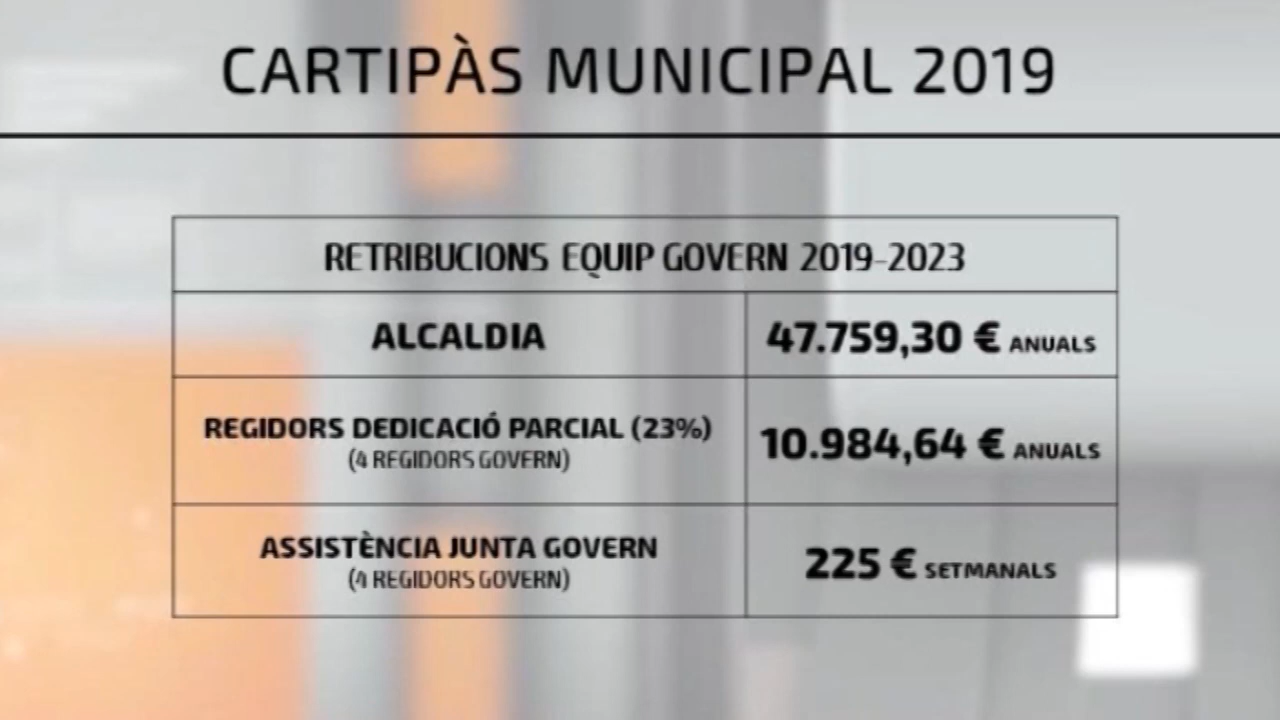 CARTIPÀS MUNICIPAL 2019
RETRIBUCIONS EQUIP GOVERN 2019-2023
ALCALDIA
47.759,30 € ANUALS
REGIDORS DEDICACIÓ PARCIAL (23%)
(4 REGIDORS GOVERN)
10.984,64 € ANUALS
ASSISTÈNCIA JUNTA GOVERN
(4 REGIDORS GOVERN)
225 € SETMANALS